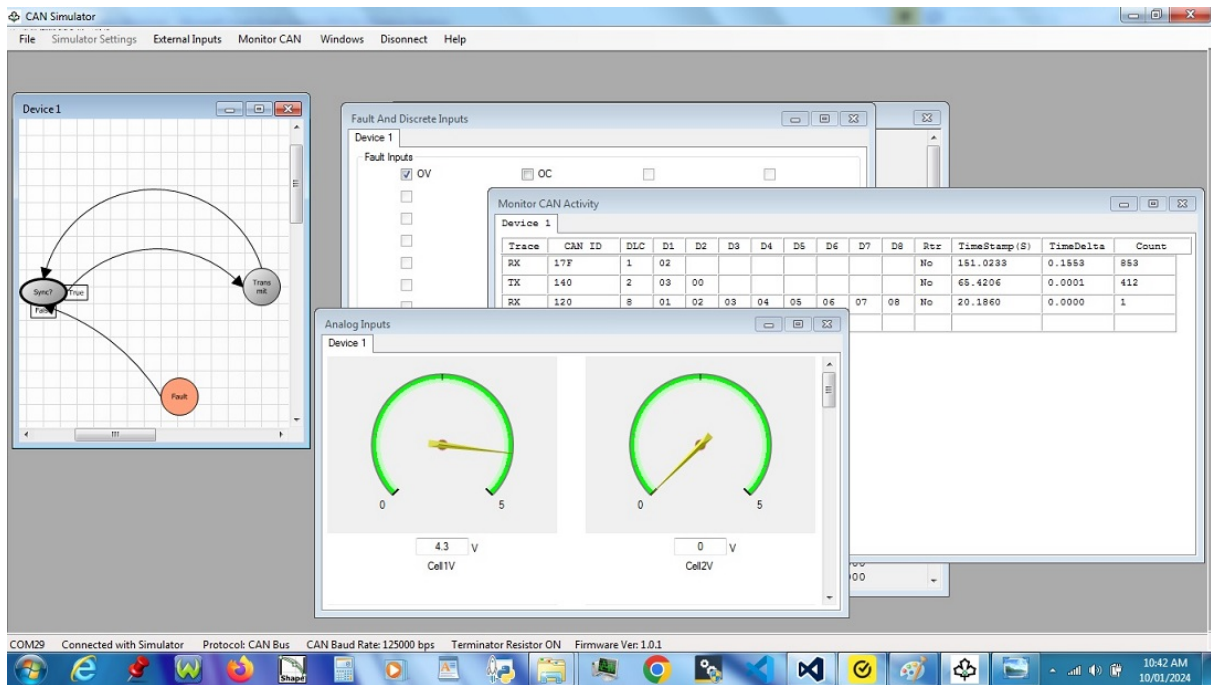 CAN Simulator
File Simulator Settings External Inputs Monitor CAN Windows Disonnect Help
Device1
Sync?
True
False
Trans
mit
Fault
Fault And Discrete Inputs
Device 1
Fault Inputs
OV OC
Monitor CAN Activity
Device 1
Trace CAN ID DLC D1 D2 D3 D4 D5 D6 D7 D8 Rtr TimeStamp(S) TimeDelta Count
RX 17F 1 02 No 151.0233 0.1553 853
TX 140 2 03 00 No 65.4206 0.0001 412
RX 120 8 01 02 03 04 05 06 07 08 No 20.1860 0.0000 1
Analog Inputs
Device 1
0 5 0 5
4.3 V 0 V
Cell1V Cell2V
COM29 Connected with Simulator Protocol: CAN Bus CAN Baud Rate: 125000 bps Terminator Resistor ON Firmware Ver: 1.0.1
Shape
10:42 AM
10/01/2024